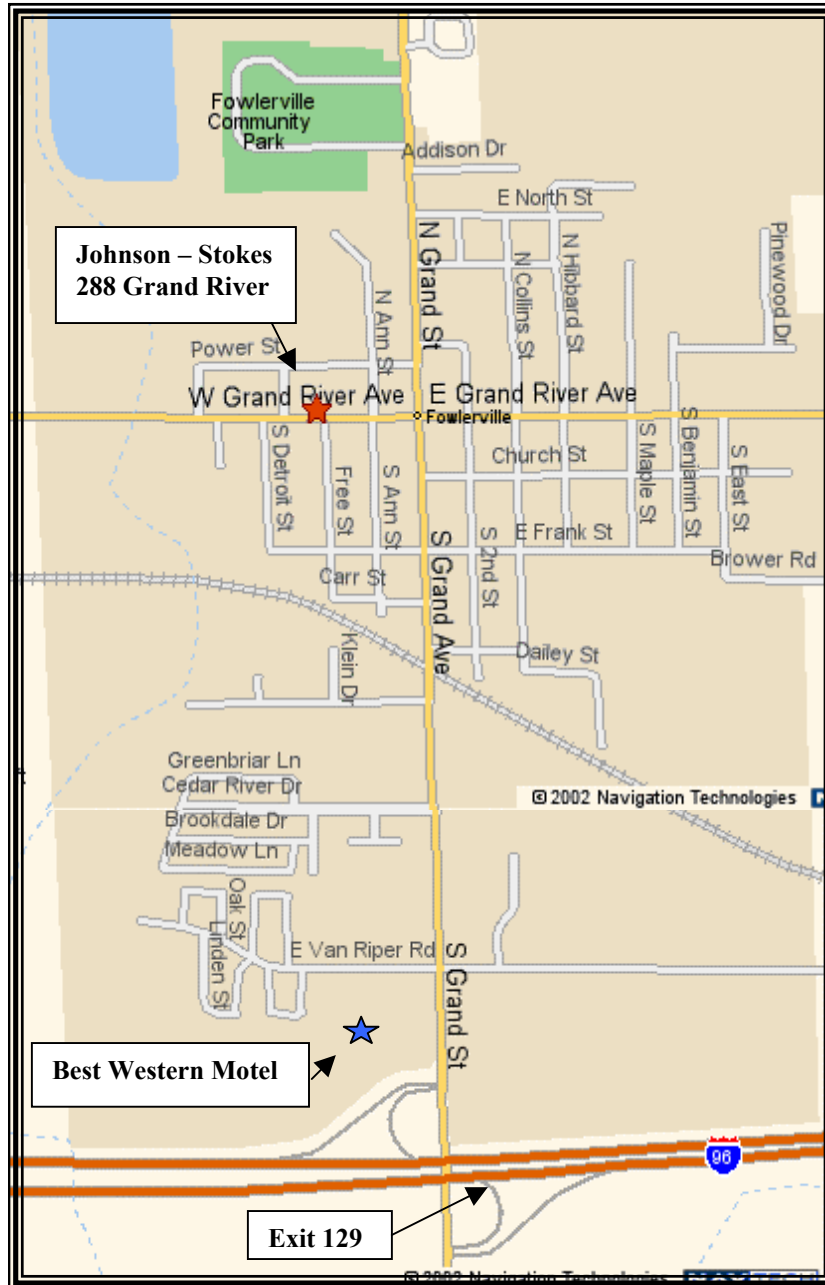 Fowlerville
Community
Park
Addison Dr
E North St
Johnson – Stokes
288 Grand River
N Ann St
N Grand St
N Collins St
N Hibbard St
Pinewood Dr
Power St
W Grand River Ave
E Grand River Ave
Fowlerville
S Detroit St
Free St
S Ann St
Church St
S Maple St
S Benjamin St
S East St
S 2nd St
E Frank St
Brower Rd
Carr St
S Grand Ave
Klein Dr
Dailey St
Greenbriar Ln
Cedar River Dr
© 2002 Navigation Technologies
Brookdale Dr
Meadow Ln
Oak St
Linden St
E Van Riper Rd
S Grand St
Best Western Motel
96
Exit 129
© 2002 Navigation Technologies